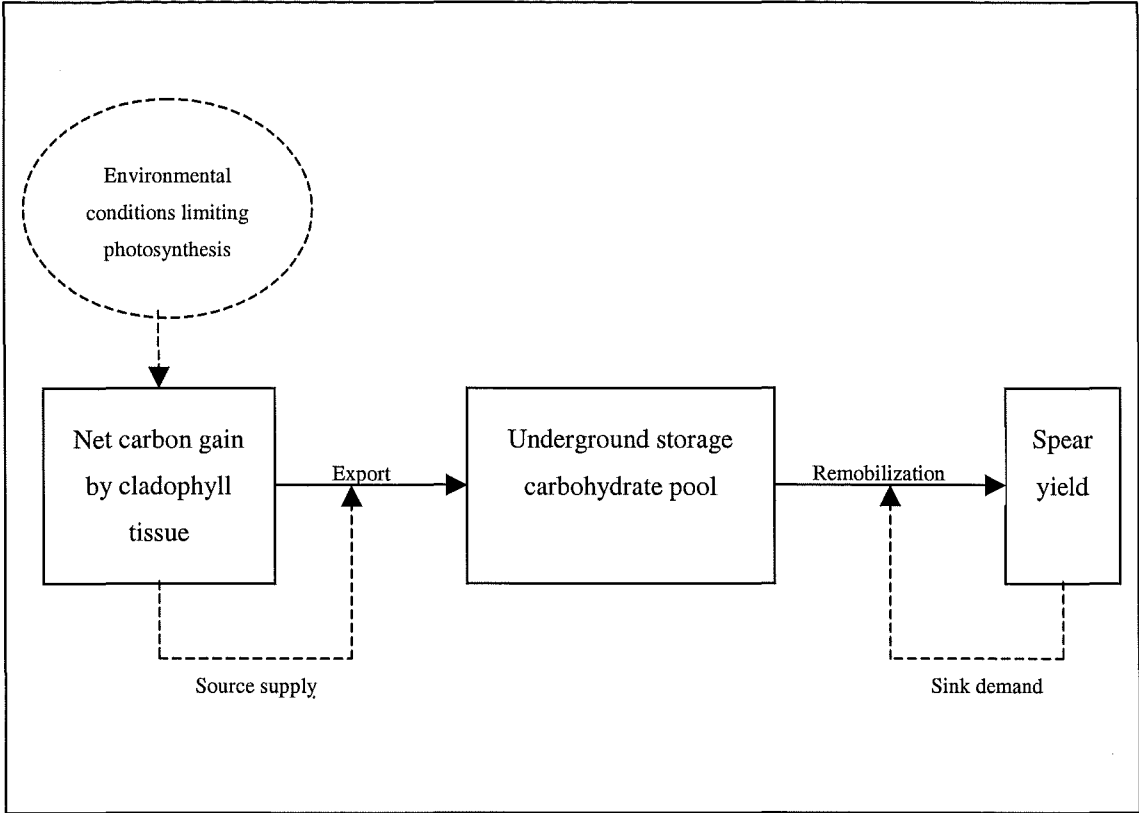 Environmental
conditions limiting
photosynthesis
Net carbon gain
by cladophyll
tissue
Export
Underground storage
carbohydrate pool
Remobilization
Spear
yield
Source supply
Sink demand